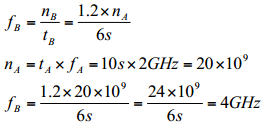 f_B = n_B / t_B = 1.2 × n_A / 6s
n_A = t_A × f_A = 10s × 2GHz = 20 × 10^9
f_B = 1.2 × 20 × 10^9 / 6s = 24 × 10^9 / 6s = 4GHz